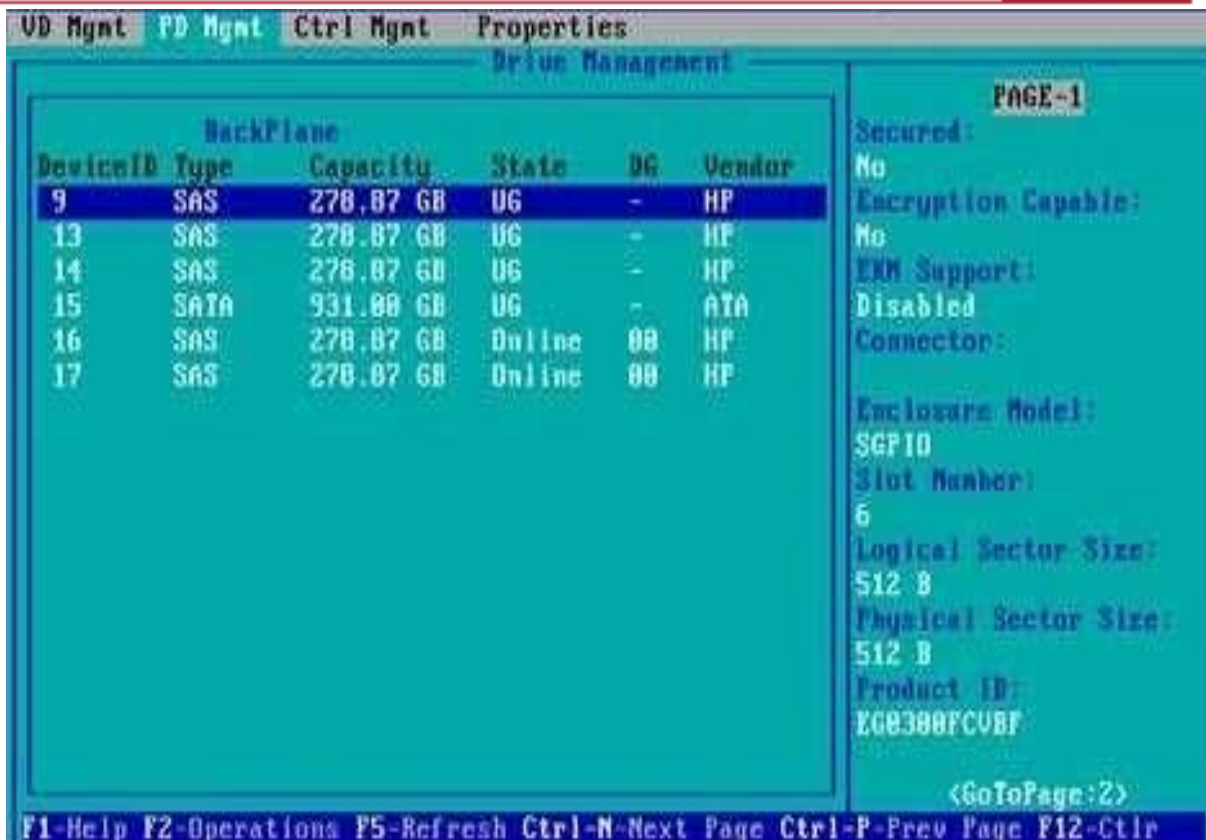 VD Mgmt PD Mgmt Ctrl Mgmt Properties
Drive Management
BackPlane
DeviceID Type Capacity State DG Vendor
9 SAS 278.87 GB UG - HP
13 SAS 278.87 GB UG - HP
14 SAS 278.87 GB UG - HP
15 SATA 931.00 GB UG - ATA
16 SAS 278.87 GB Online 00 HP
17 SAS 278.87 GB Online 00 HP
PAGE-1
Secured:
No
Encryption Capable:
No
EKM Support:
Disabled
Connector:
Enclosure Model:
SGPIO
Slot Number:
6
Logical Sector Size:
512 B
Physical Sector Size:
512 B
Product ID:
EG0300FCVBF
<GoToPage:2>
F1-Help F2-Operations F5-Refresh Ctrl-N-Next Page Ctrl-P-Prev Page F12-Ctlr